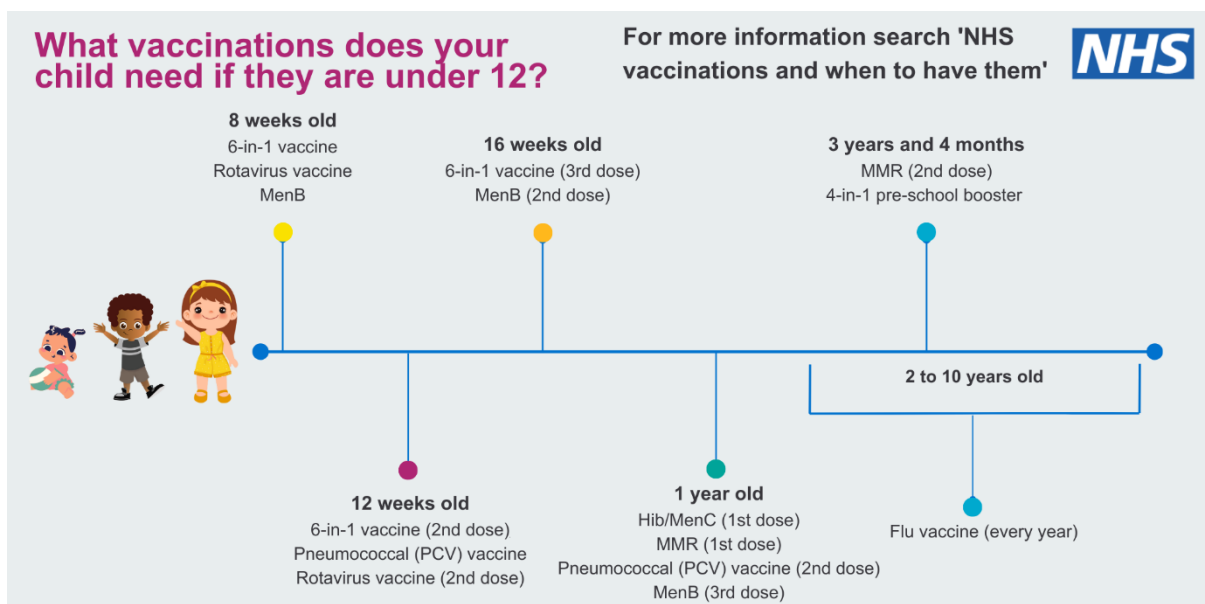 What vaccinations does your
child need if they are under 12?
For more information search 'NHS
vaccinations and when to have them'
NHS
8 weeks old
6-in-1 vaccine
Rotavirus vaccine
MenB
16 weeks old
6-in-1 vaccine (3rd dose)
MenB (2nd dose)
3 years and 4 months
MMR (2nd dose)
4-in-1 pre-school booster
2 to 10 years old
12 weeks old
6-in-1 vaccine (2nd dose)
Pneumococcal (PCV) vaccine
Rotavirus vaccine (2nd dose)
1 year old
Hib/MenC (1st dose)
MMR (1st dose)
Pneumococcal (PCV) vaccine (2nd dose)
MenB (3rd dose)
Flu vaccine (every year)